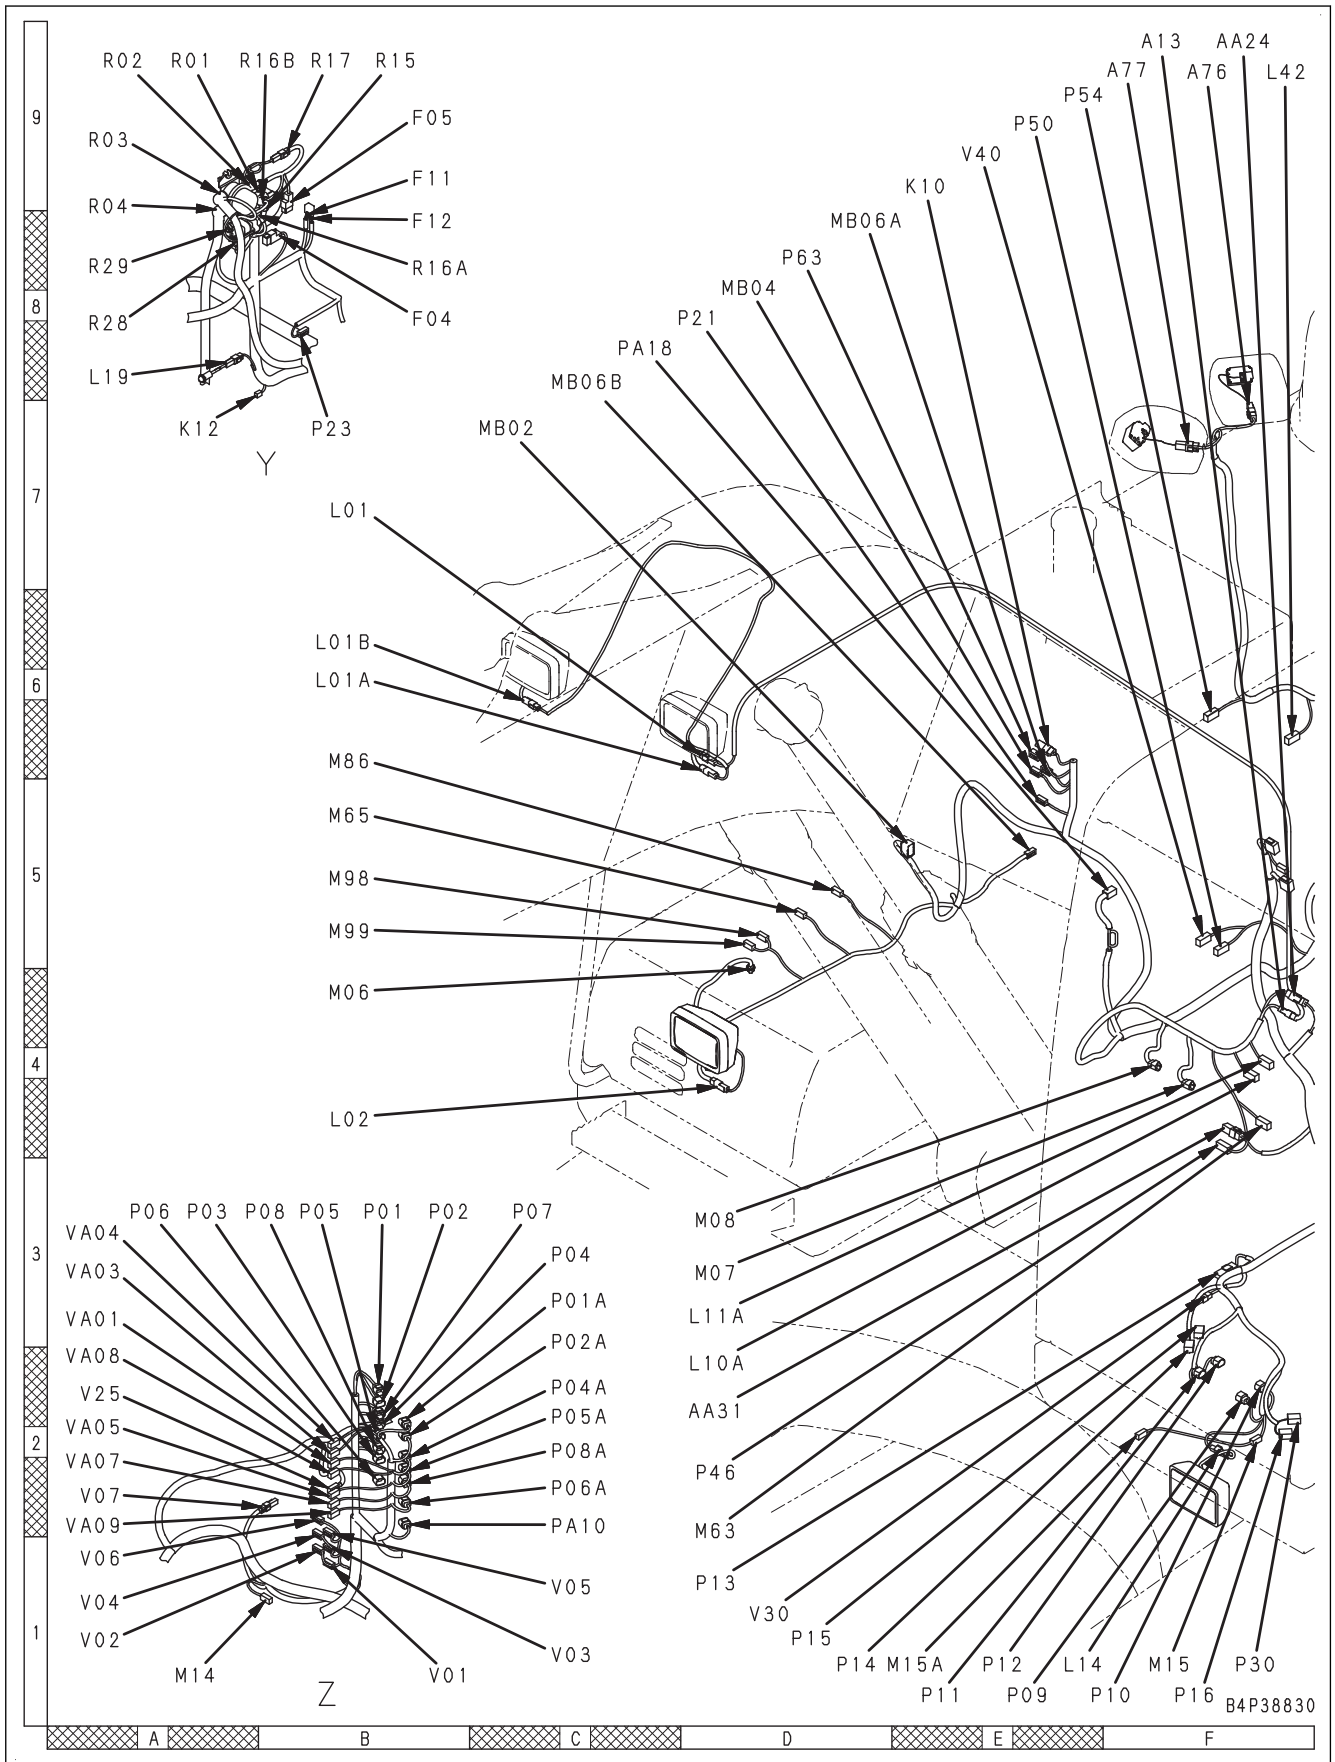 A13 AA24
R02 R01 R16B R17 R15
A77 A76 L42
P54
9
F05
P50
R03
V40
F11
K10
R04
F12
MB06A
P63
R29
R16A
MB04
8
R28
F04
P21
PA18
L19
MB06B
K12
P23
MB02
Y
7
L01
L01B
6
L01A
M86
M65
5
M98
M99
M06
4
L02
P06 P03 P08 P05 P01 P02 P07
M08
VA04
3
P04
VA03
M07
P01A
VA01
L11A
P02A
VA08
L10A
P04A
V25
AA31
P05A
VA05
2
P08A
VA07
P46
P06A
V07
VA09
PA10
M63
V06
P13
V05
V04
V30
1
V02
P15
V03
M14
V01
P14 M15A P12 L14 M15 P30
Z
P11 P09 P10 P16
B4P38830
A B C D E F